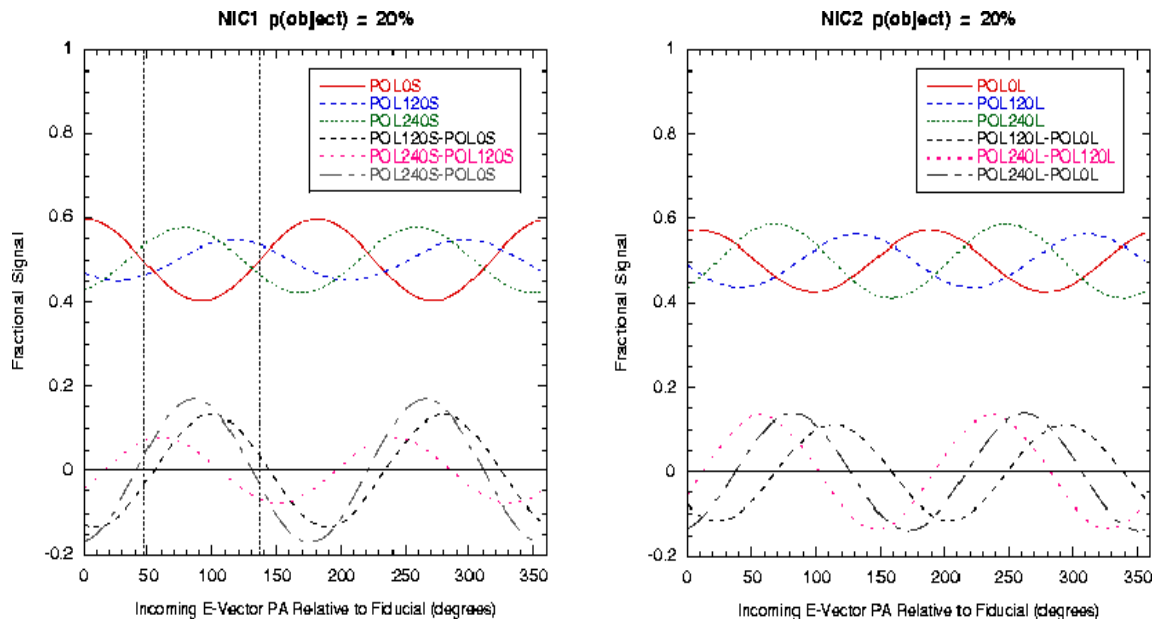 NIC1 p(object) = 20%
1
0.8
0.6
0.4
0.2
0
-0.2
Fractional Signal
POL0S
POL120S
POL240S
POL120S-POL0S
POL240S-POL120S
POL240S-POL0S
0 50 100 150 200 250 300 350
Incoming E-Vector PA Relative to Fiducial (degrees)
NIC2 p(object) = 20%
1
0.8
0.6
0.4
0.2
0
-0.2
Fractional Signal
POL0L
POL120L
POL240L
POL120L-POL0L
POL240L-POL120L
POL240L-POL0L
0 50 100 150 200 250 300 350
Incoming E-Vector PA Relative to Fiducial (degrees)